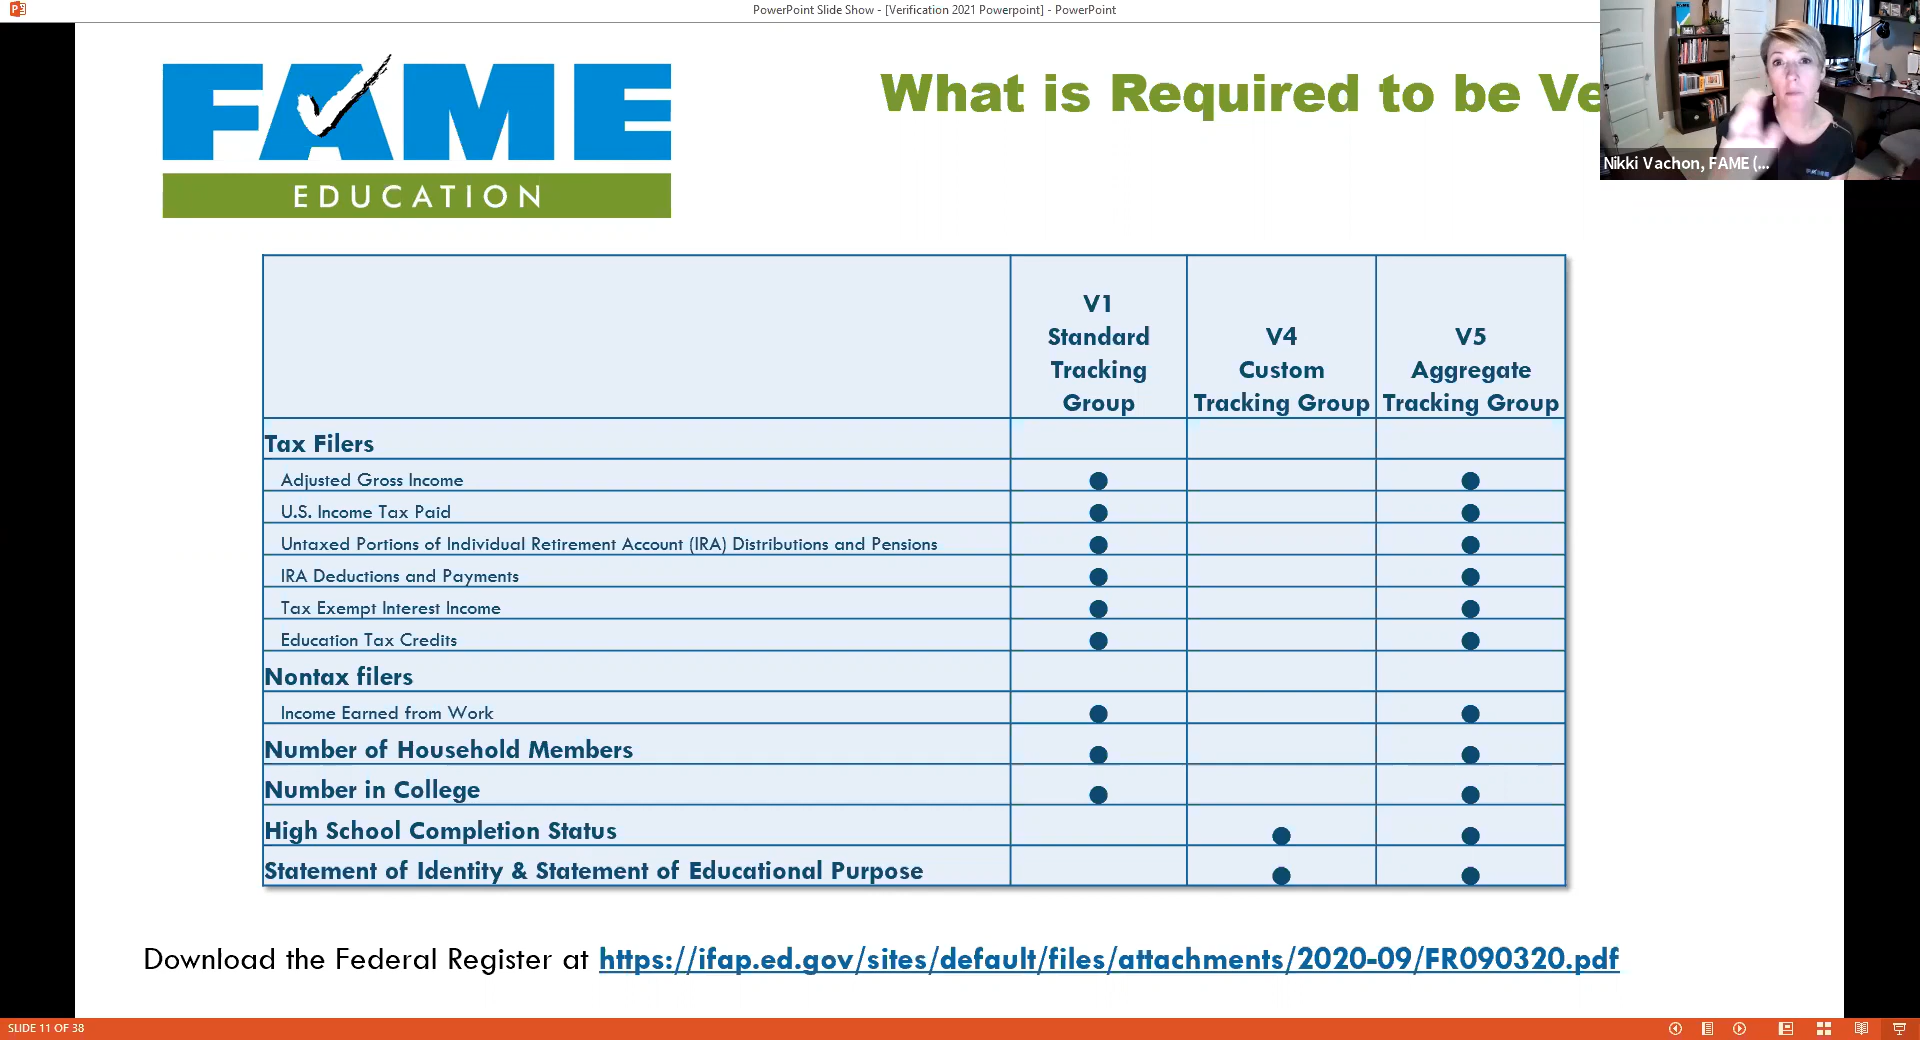 PowerPoint Slide Show - [Verification 2021 Powerpoint] - PowerPoint
FAME
EDUCATION
What is Required to be Ve
Nikki Vachon, FAME (...
V1
Standard
Tracking
Group
V4
Custom
Tracking Group
V5
Aggregate
Tracking Group
Tax Filers
Adjusted Gross Income
U.S. Income Tax Paid
Untaxed Portions of Individual Retirement Account (IRA) Distributions and Pensions
IRA Deductions and Payments
Tax Exempt Interest Income
Education Tax Credits
Nontax filers
Income Earned from Work
Number of Household Members
Number in College
High School Completion Status
Statement of Identity & Statement of Educational Purpose
Download the Federal Register at https://ifap.ed.gov/sites/default/files/attachments/2020-09/FR090320.pdf
SLIDE 11 OF 38